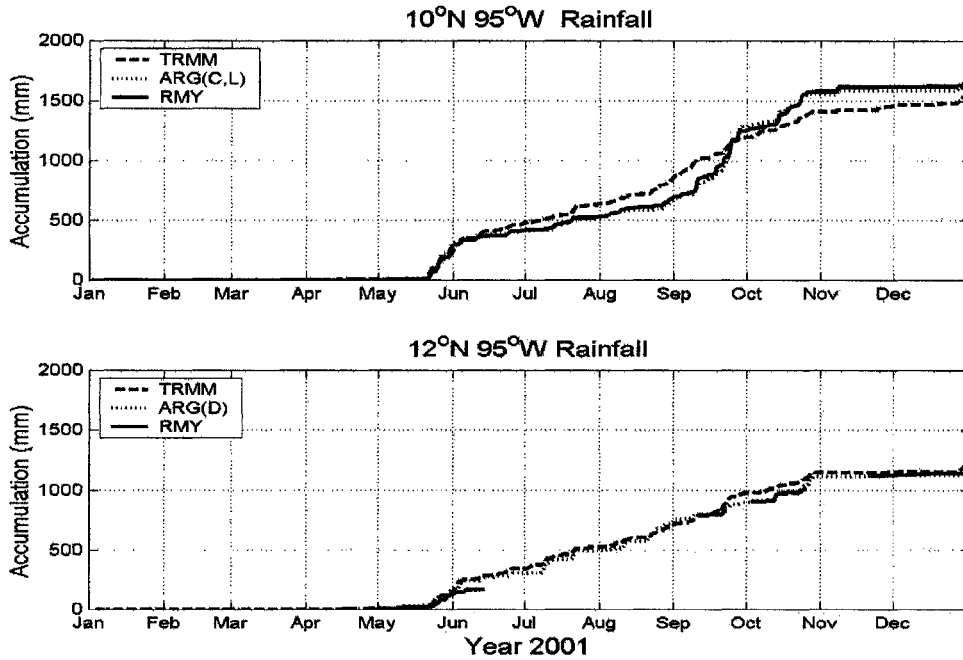 10°N 95°W Rainfall
2000
1500
1000
500
0
Accumulation (mm)
TRMM
ARG(C,L)
RMY
Jan Feb Mar Apr May Jun Jul Aug Sep Oct Nov Dec
12°N 95°W Rainfall
2000
1500
1000
500
0
Accumulation (mm)
TRMM
ARG(D)
RMY
Jan Feb Mar Apr May Jun Jul Aug Sep Oct Nov Dec
Year 2001